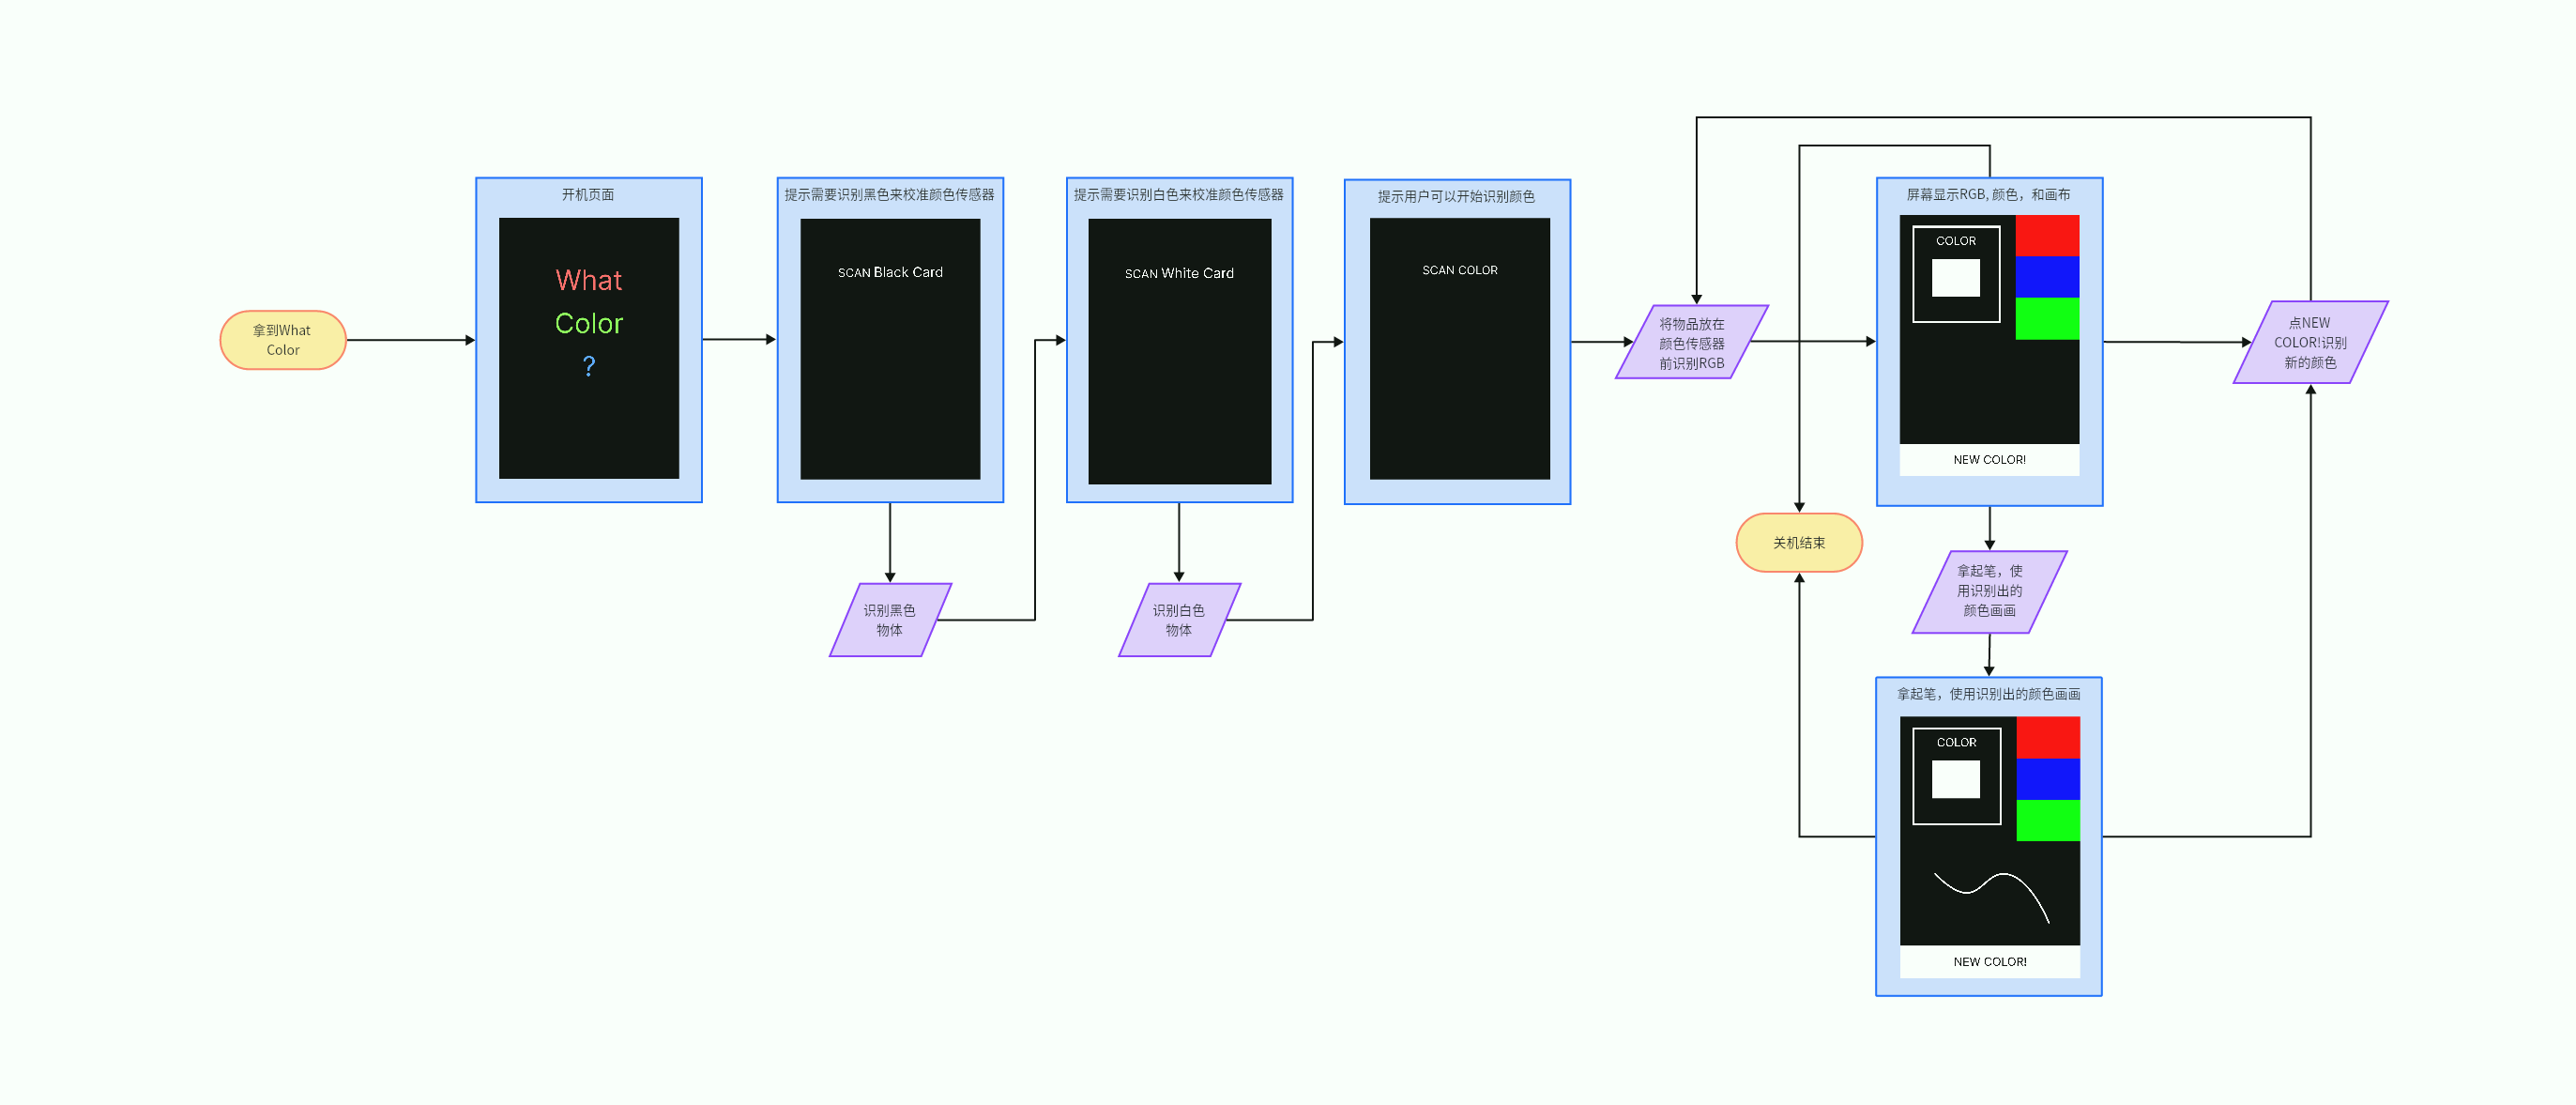 拿到What
Color
开机页面
What
Color
?
提示需要识别黑色来校准颜色传感器
SCAN Black Card
识别黑色
物体
提示需要识别白色来校准颜色传感器
SCAN White Card
识别白色
物体
提示用户可以开始识别颜色
SCAN COLOR
将物品放在
颜色传感器
前识别RGB
屏幕显示RGB, 颜色，和画布
COLOR
NEW COLOR!
点NEW
COLOR!识别
新的颜色
关机结束
拿起笔，使
用识别出的
颜色画画
拿起笔，使用识别出的颜色画画
COLOR
NEW COLOR!